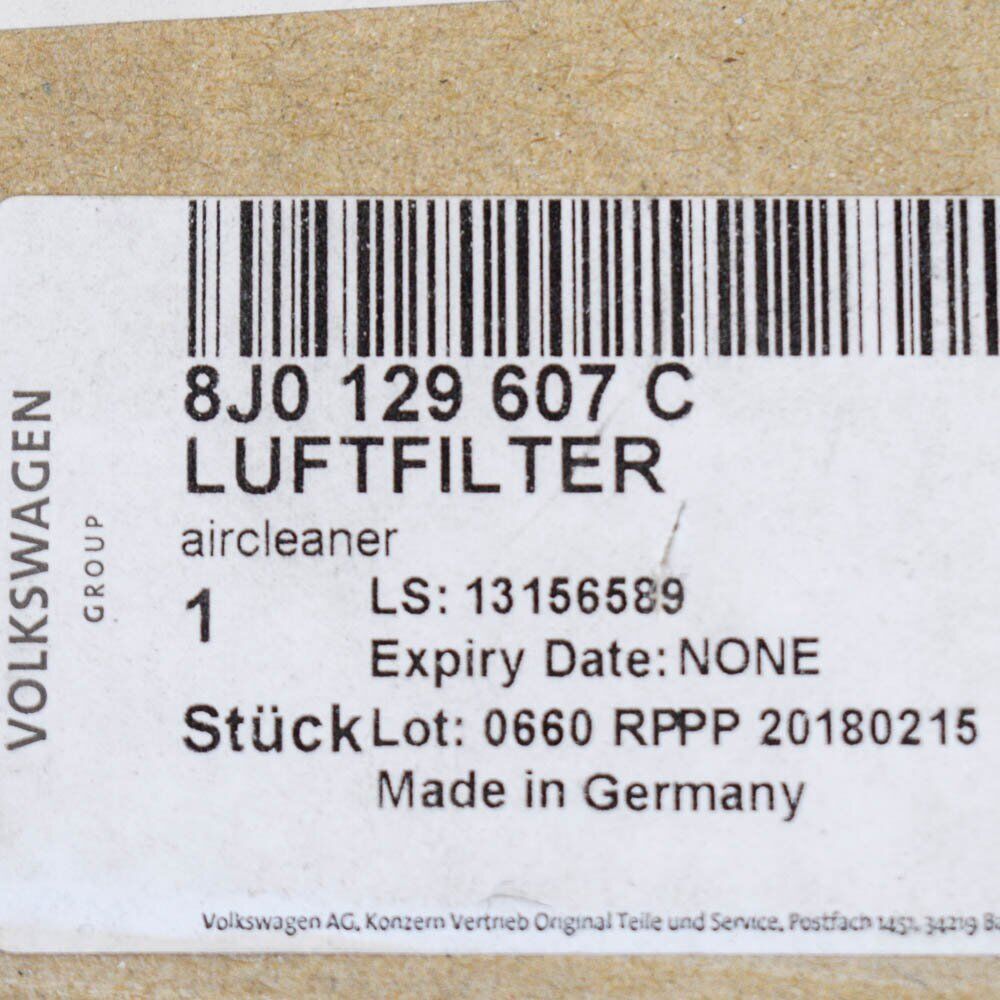 VOLKSWAGEN
GROUP
8J0 129 607 C
LUFTFILTER
aircleaner
1
LS: 13156589
Expiry Date: NONE
Stück Lot: 0660 RPPP 20180215
Made in Germany
Volkswagen AG, Konzern Vertrieb Original Teile und Service, Postfach 1451, 34219